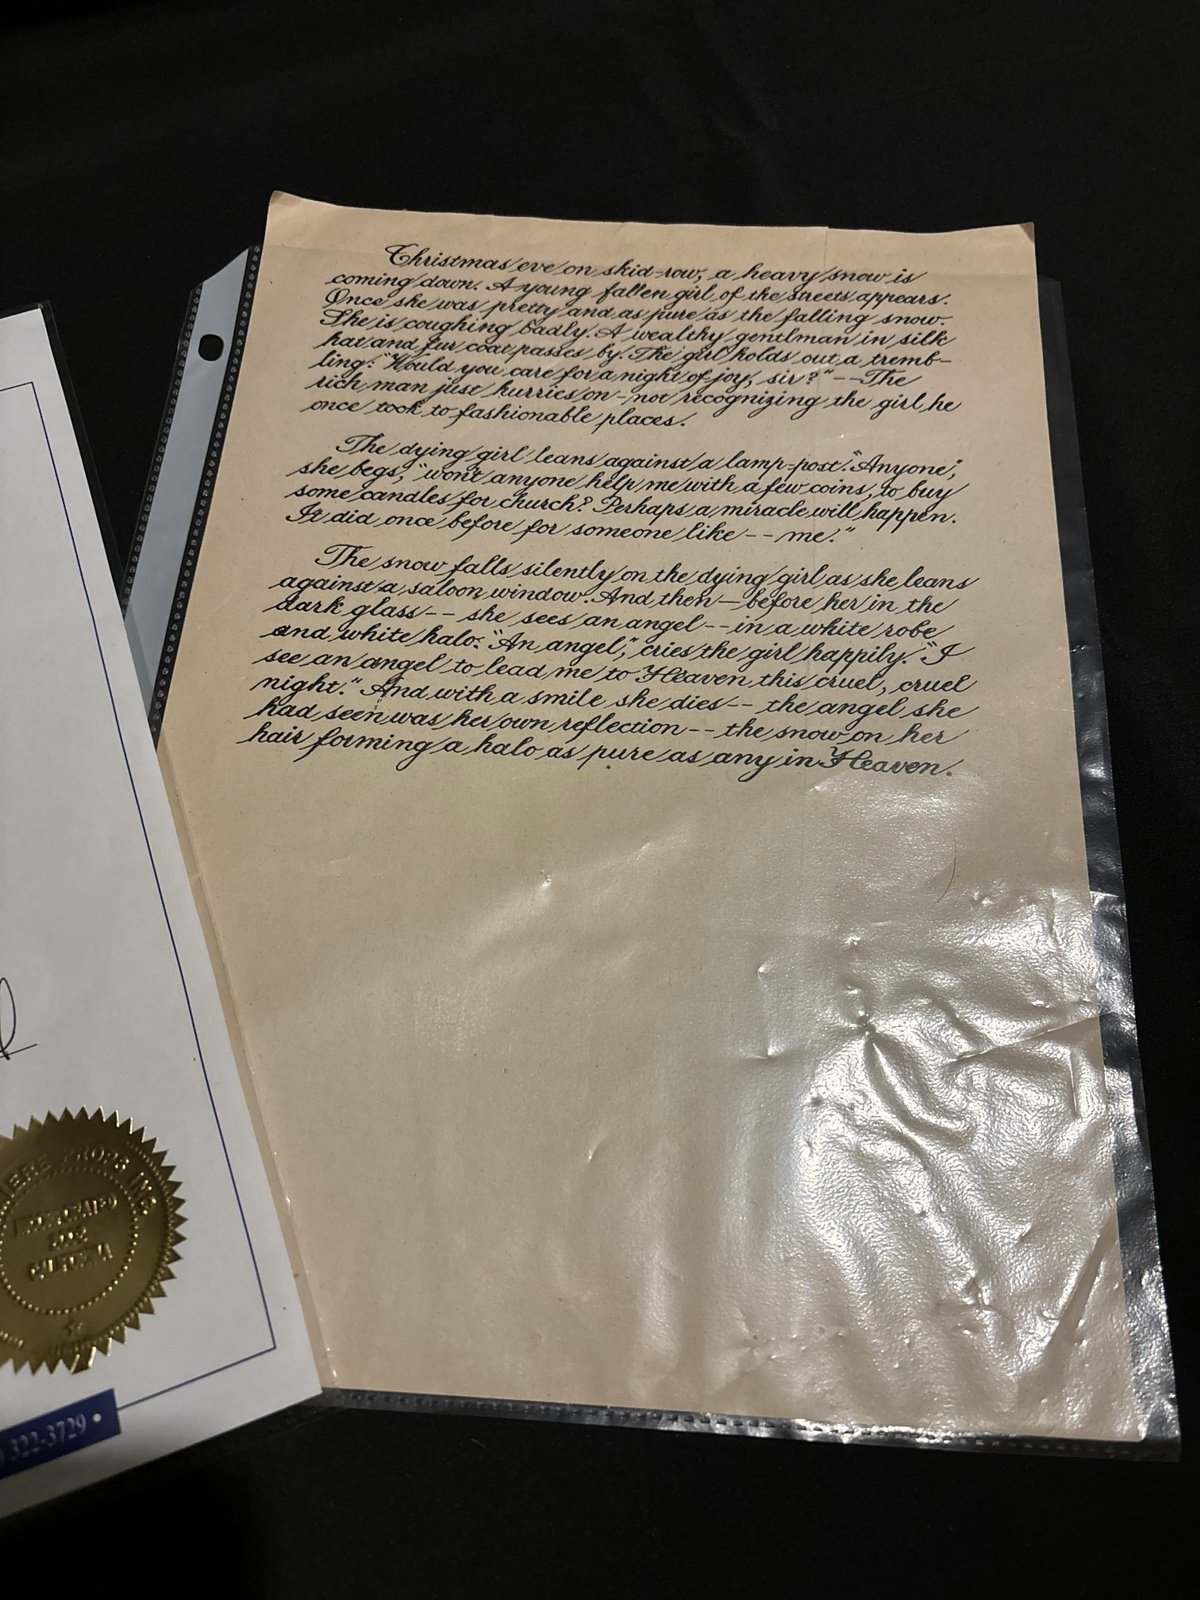 Christmas eve on skid-row, a heavy snow is
coming down. A young fallen girl of the streets appears.
Once she was pretty and as pure as the falling snow.
She is coughing badly. A wealthy gentlman in silk
hat and fur coat passes by. The girl holds out a tremb-
ling: "Would you care for a night of joy, sir?" -- The
rich man just hurries on - not recognizing the girl he
once took to fashionable places.
The dying girl leans against a lamp-post. "Anyone",
she begs, "won't anyone help me with a few coins, to buy
some candles for church? Perhaps a miracle will happen.
It did once before for someone like -- me."
The snow falls silently on the dying girl as she leans
against a saloon window. And then - before her in the
dark glass -- she sees an angel -- in a white robe
and white halo. "An angel," cries the girl happily. "I
see an angel to lead me to Heaven this cruel, cruel
night." And with a smile she dies -- the angel she
had seen was her own reflection -- the snow on her
hair forming a halo as pure as any in Heaven.
PROPS INC.
322-3729 •